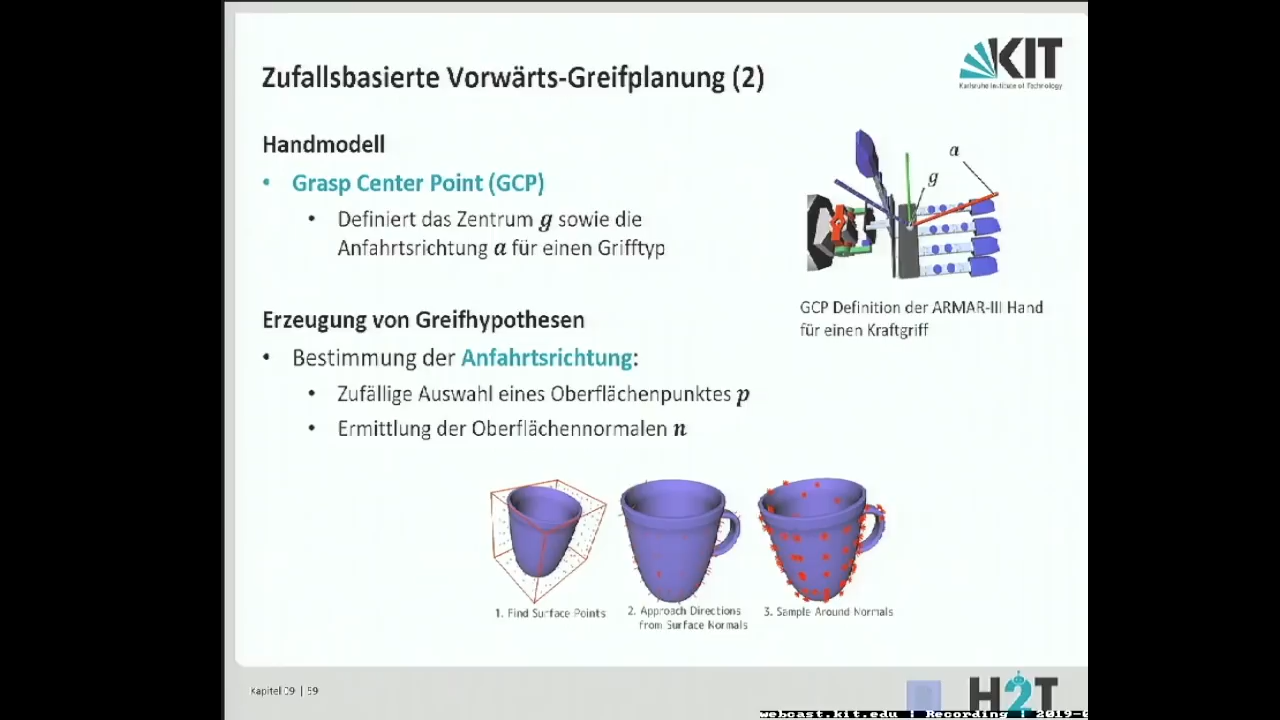 Zufallsbasierte Vorwärts-Greifplanung (2)
KIT
Karlsruhe Institute of Technology
Handmodell
• Grasp Center Point (GCP)
• Definiert das Zentrum g sowie die
Anfahrtsrichtung a für einen Grifftyp
a
g
GCP Definition der ARMAR-III Hand
für einen Kraftgriff
Erzeugung von Greifhypothesen
• Bestimmung der Anfahrtsrichtung:
• Zufällige Auswahl eines Oberflächenpunktes p
• Ermittlung der Oberflächennormalen n
1. Find Surface Points
2. Approach Directions
from Surface Normals
3. Sample Around Normals
Kapitel 09 | 59
H2T
webcast.kit.edu | Recording | 2019-0